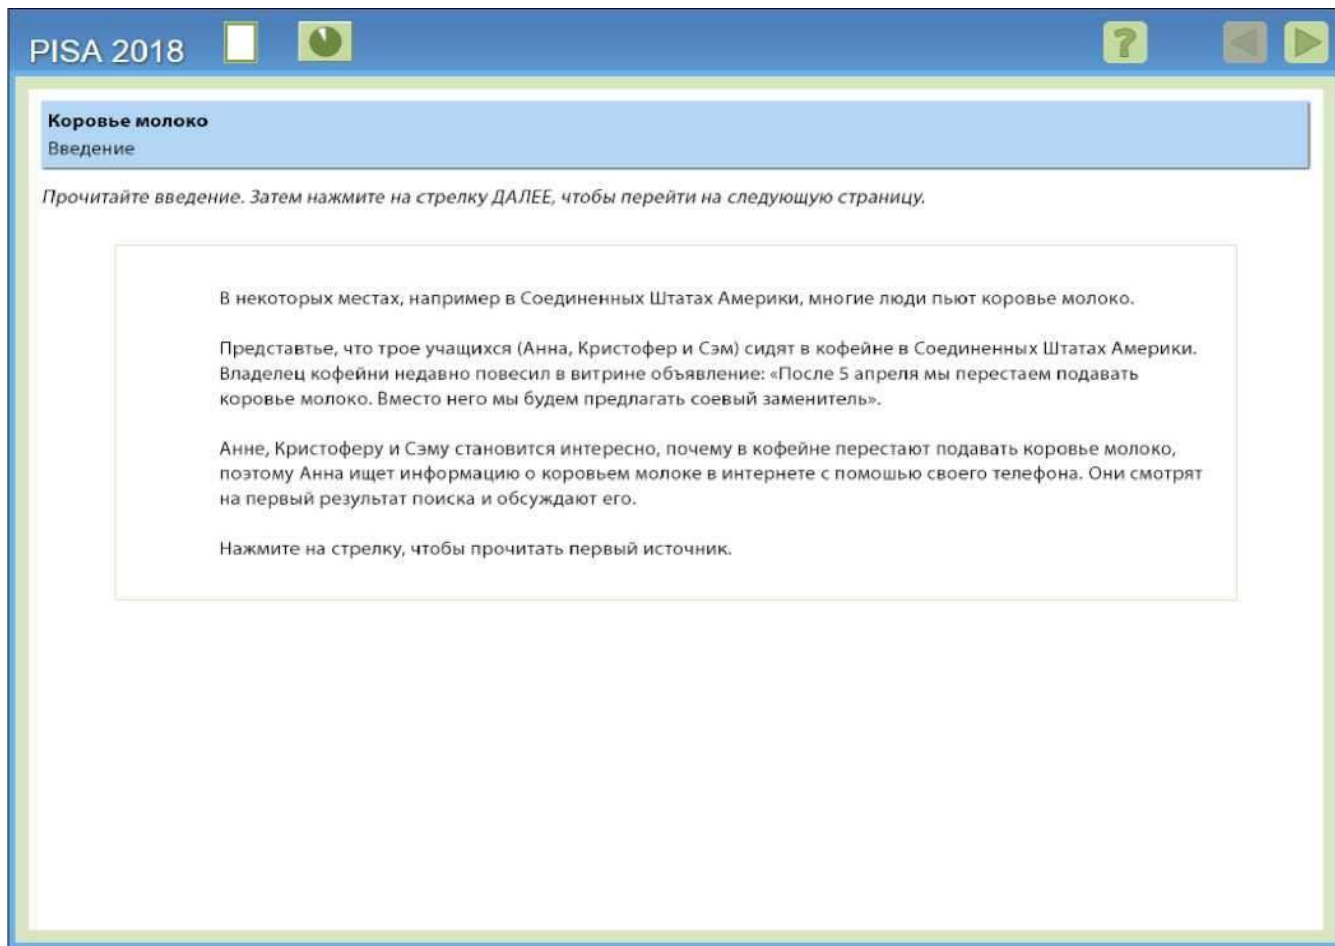 PISA 2018
?
Коровье молоко
Введение
Прочитайте введение. Затем нажмите на стрелку ДАЛЕЕ, чтобы перейти на следующую страницу.
В некоторых местах, например в Соединенных Штатах Америки, многие люди пьют коровье молоко.
Представтье, что трое учащихся (Анна, Кристофер и Сэм) сидят в кофейне в Соединенных Штатах Америки.
Владелец кофейни недавно повесил в витрине объявление: «После 5 апреля мы перестаем подавать
коровье молоко. Вместо него мы будем предлагать соевый заменитель».
Анне, Кристоферу и Сэму становится интересно, почему в кофейне перестают подавать коровье молоко,
поэтому Анна ищет информацию о коровьем молоке в интернете с помошью своего телефона. Они смотрят
на первый результат поиска и обсуждают его.
Нажмите на стрелку, чтобы прочитать первый источник.